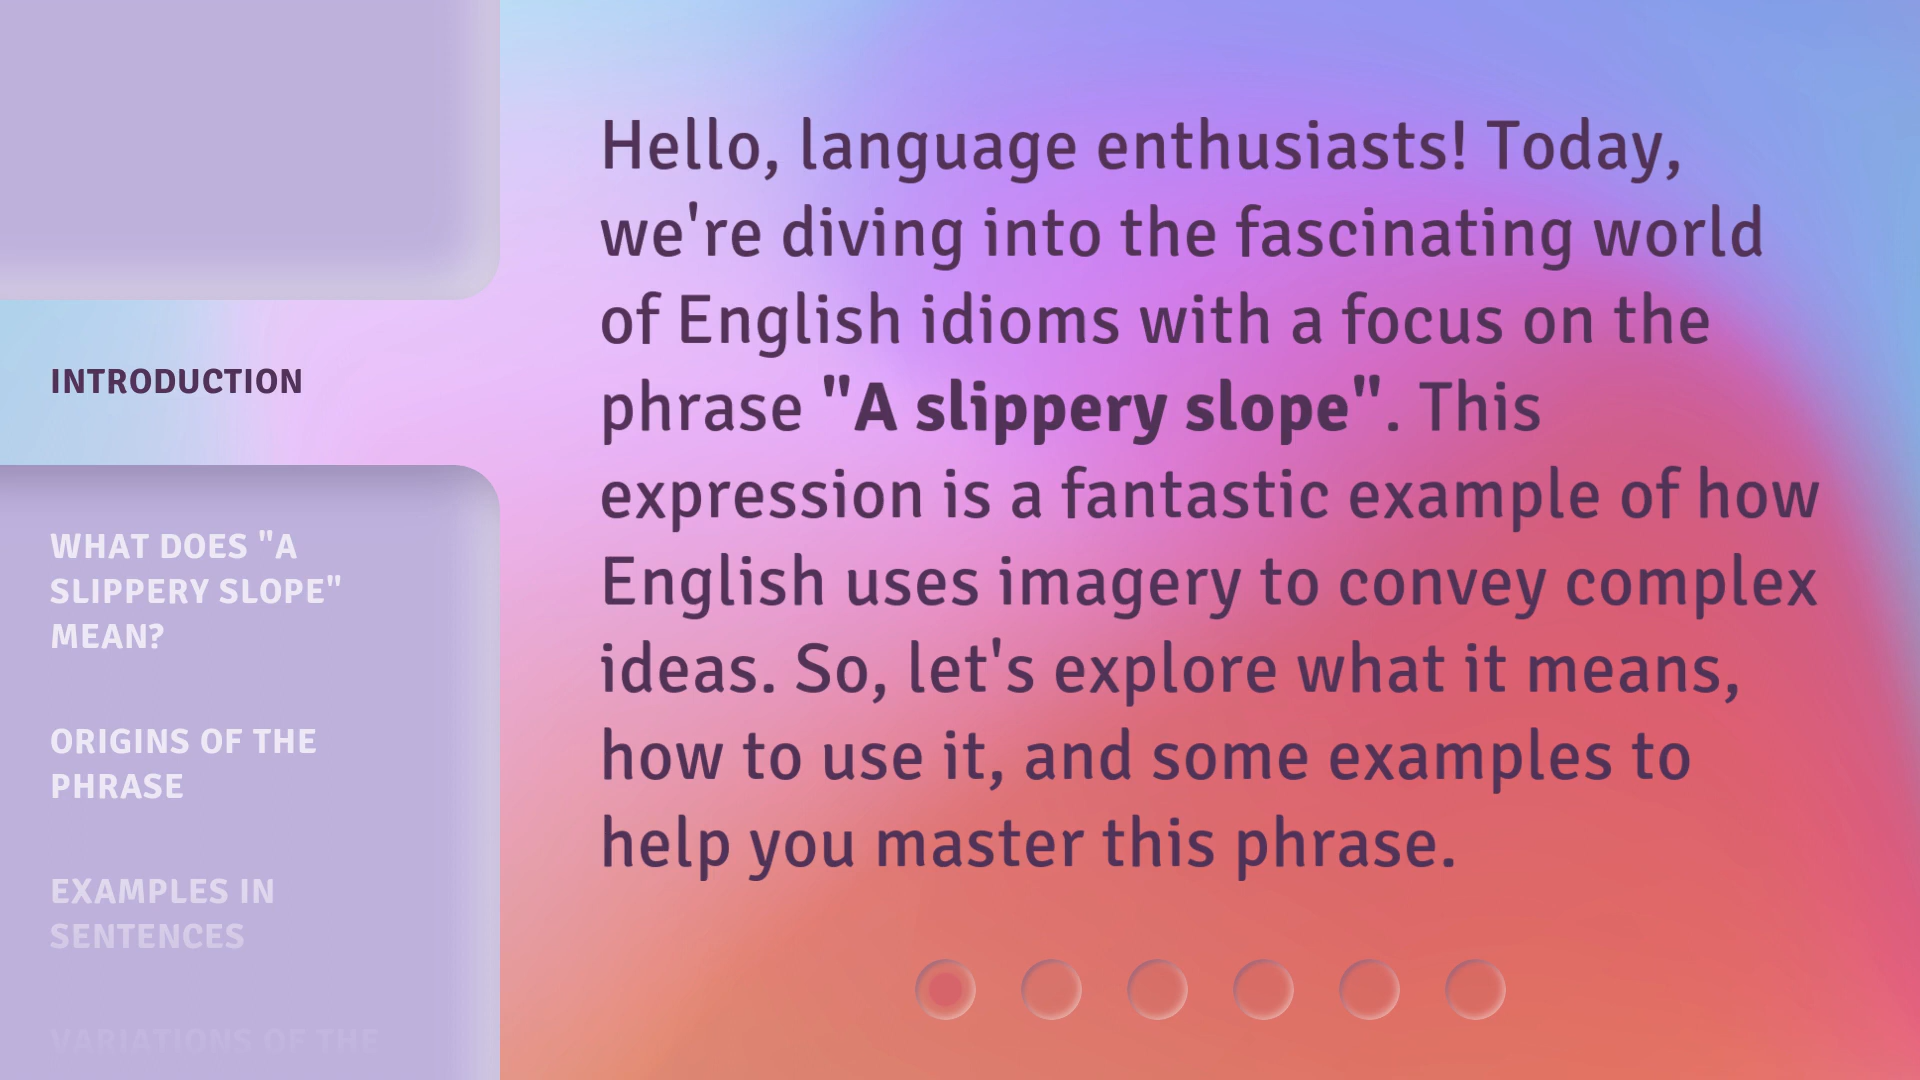 INTRODUCTION
WHAT DOES "A
SLIPPERY SLOPE"
MEAN?
ORIGINS OF THE
PHRASE
EXAMPLES IN
SENTENCES
VARIATIONS OF THE
Hello, language enthusiasts! Today,
we're diving into the fascinating world
of English idioms with a focus on the
phrase "A slippery slope". This
expression is a fantastic example of how
English uses imagery to convey complex
ideas. So, let's explore what it means,
how to use it, and some examples to
help you master this phrase.